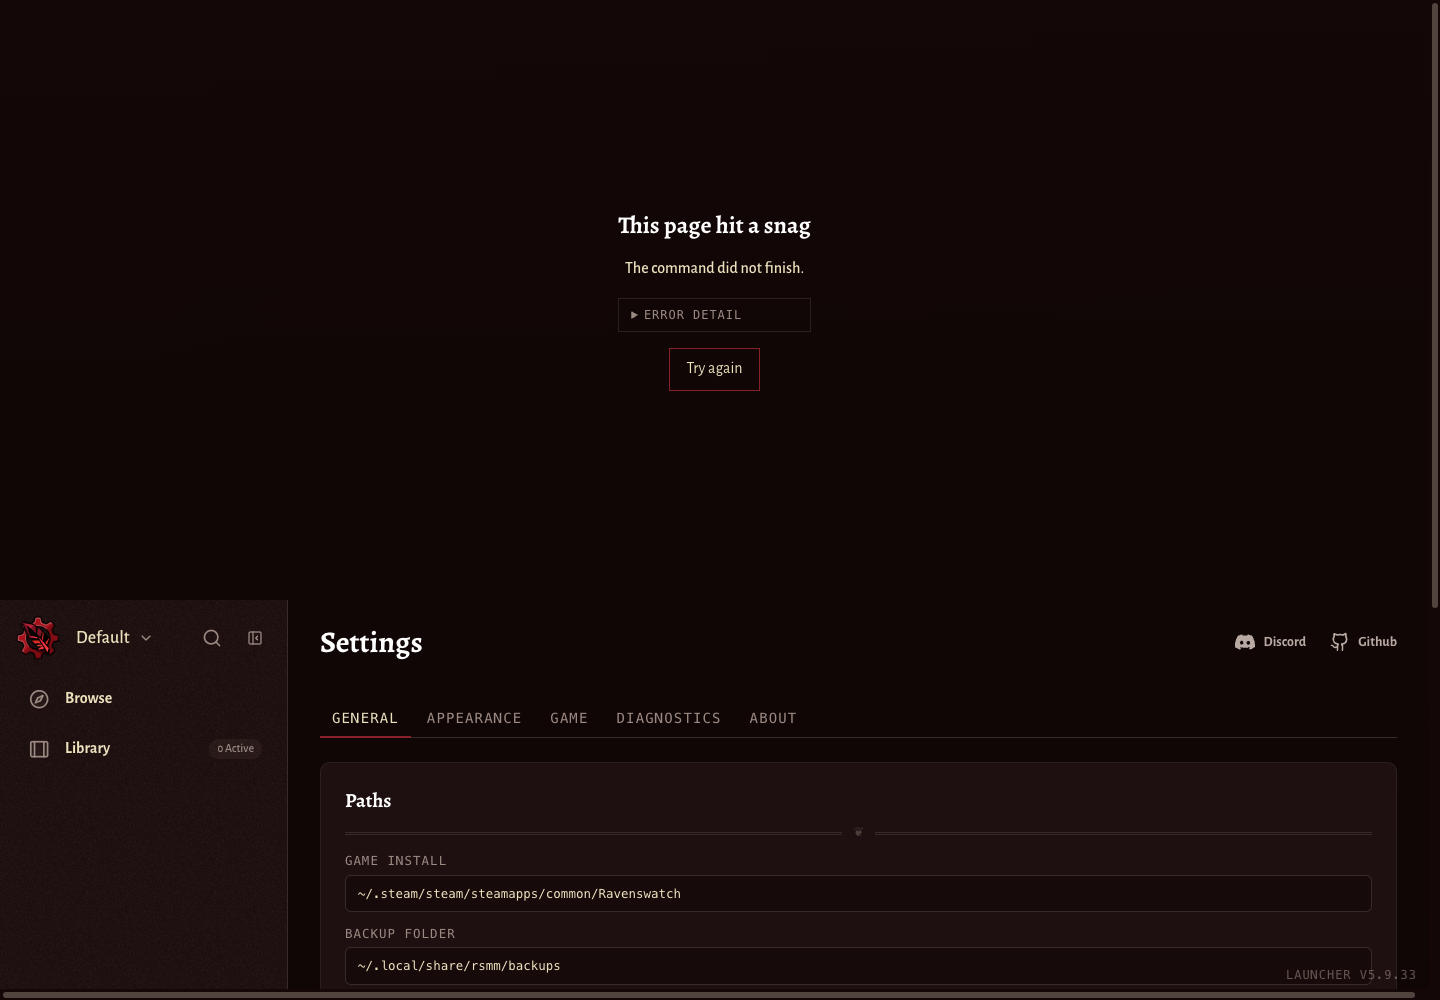 This page hit a snag
The command did not finish.
ERROR DETAIL
Try again
Default
Browse
Library
0 Active
Settings
Discord
Github
GENERAL
APPEARANCE
GAME
DIAGNOSTICS
ABOUT
Paths
GAME INSTALL
~/.steam/steam/steamapps/common/Ravenswatch
BACKUP FOLDER
~/.local/share/rsmm/backups
LAUNCHER V5.9.33